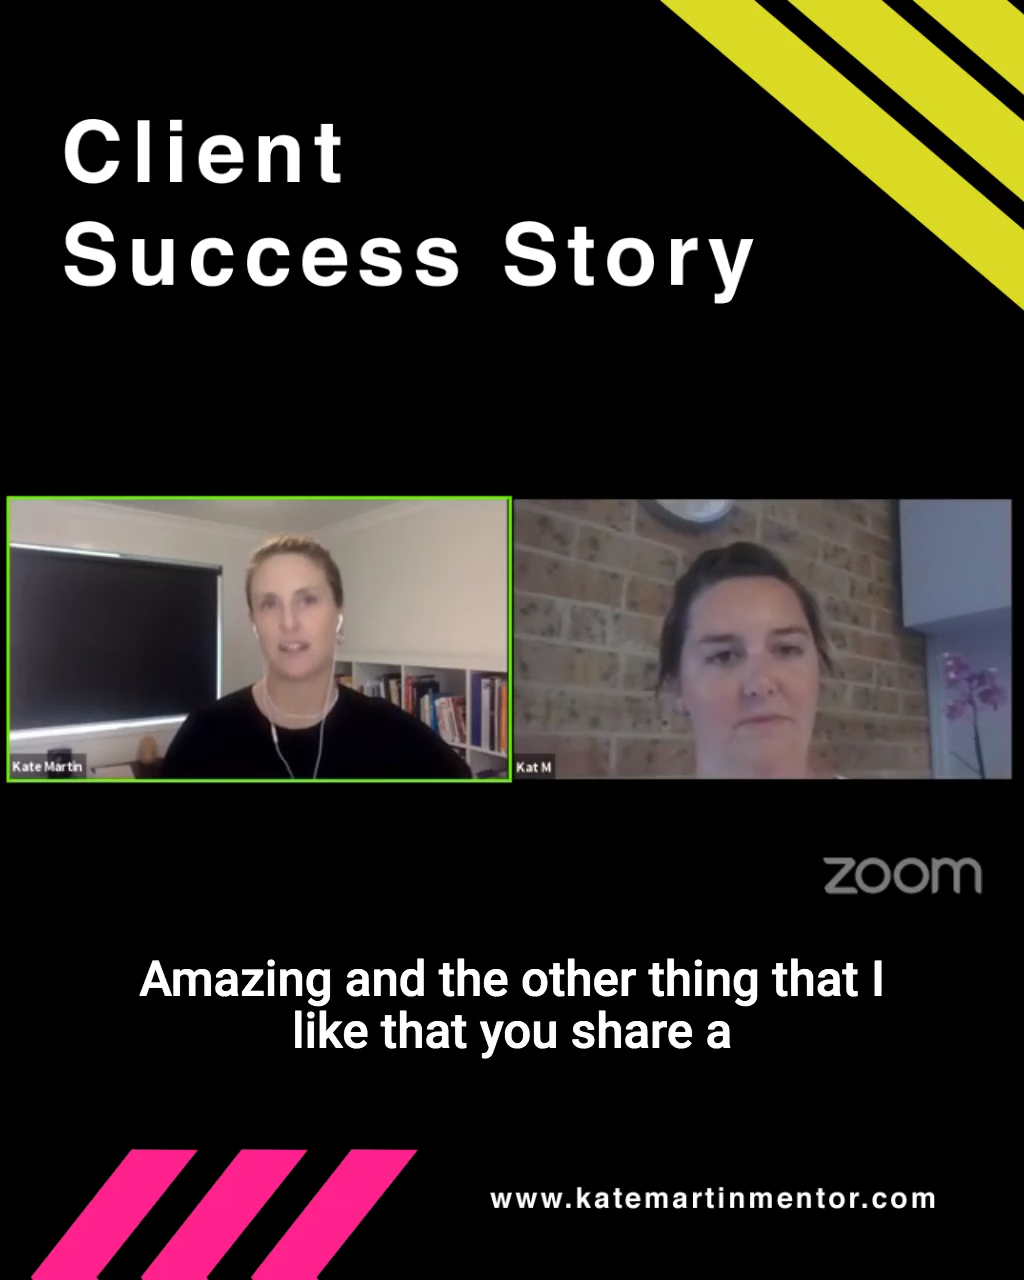 Client
Success Story
Kate Martin
Kat M
zoom
Amazing and the other thing that I
like that you share a
www.katemartinmentor.com